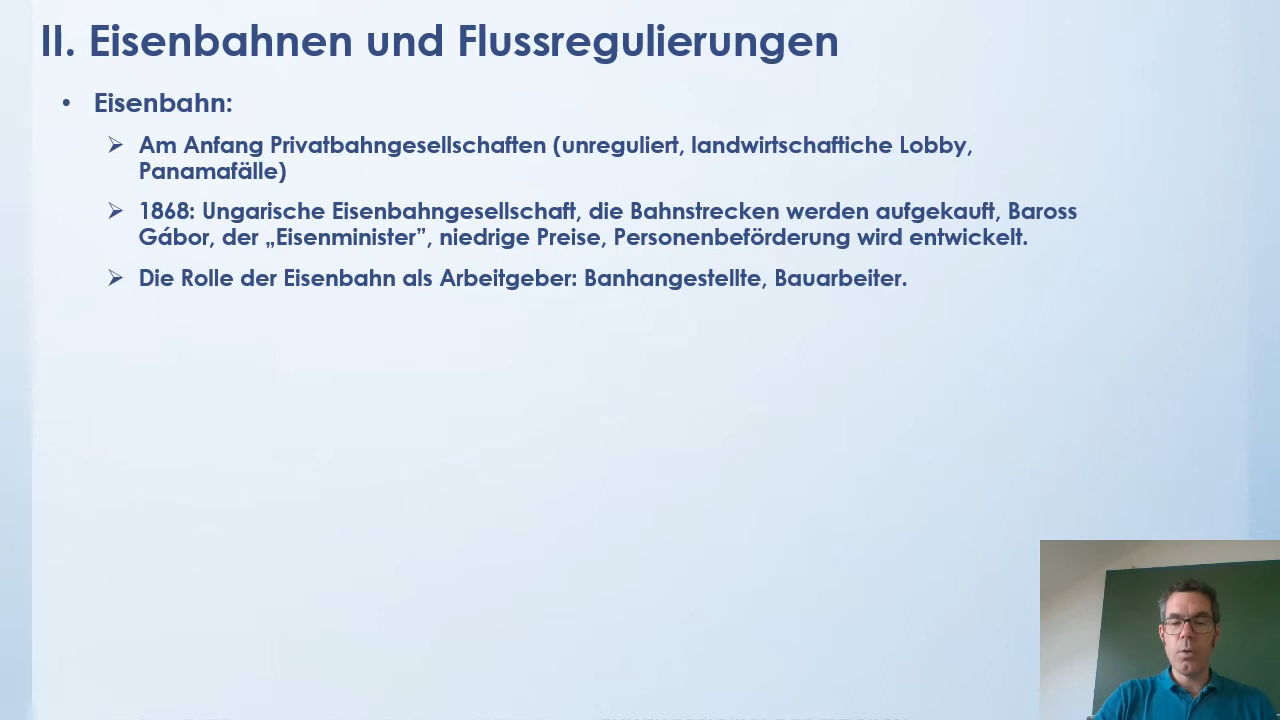 II. Eisenbahnen und Flussregulierungen
• Eisenbahn:
➢ Am Anfang Privatbahngesellschaften (unreguliert, landwirtschaftiche Lobby,
Panamafälle)
➢ 1868: Ungarische Eisenbahngesellschaft, die Bahnstrecken werden aufgekauft, Baross
Gábor, der „Eisenminister”, niedrige Preise, Personenbeförderung wird entwickelt.
➢ Die Rolle der Eisenbahn als Arbeitgeber: Banhangestellte, Bauarbeiter.